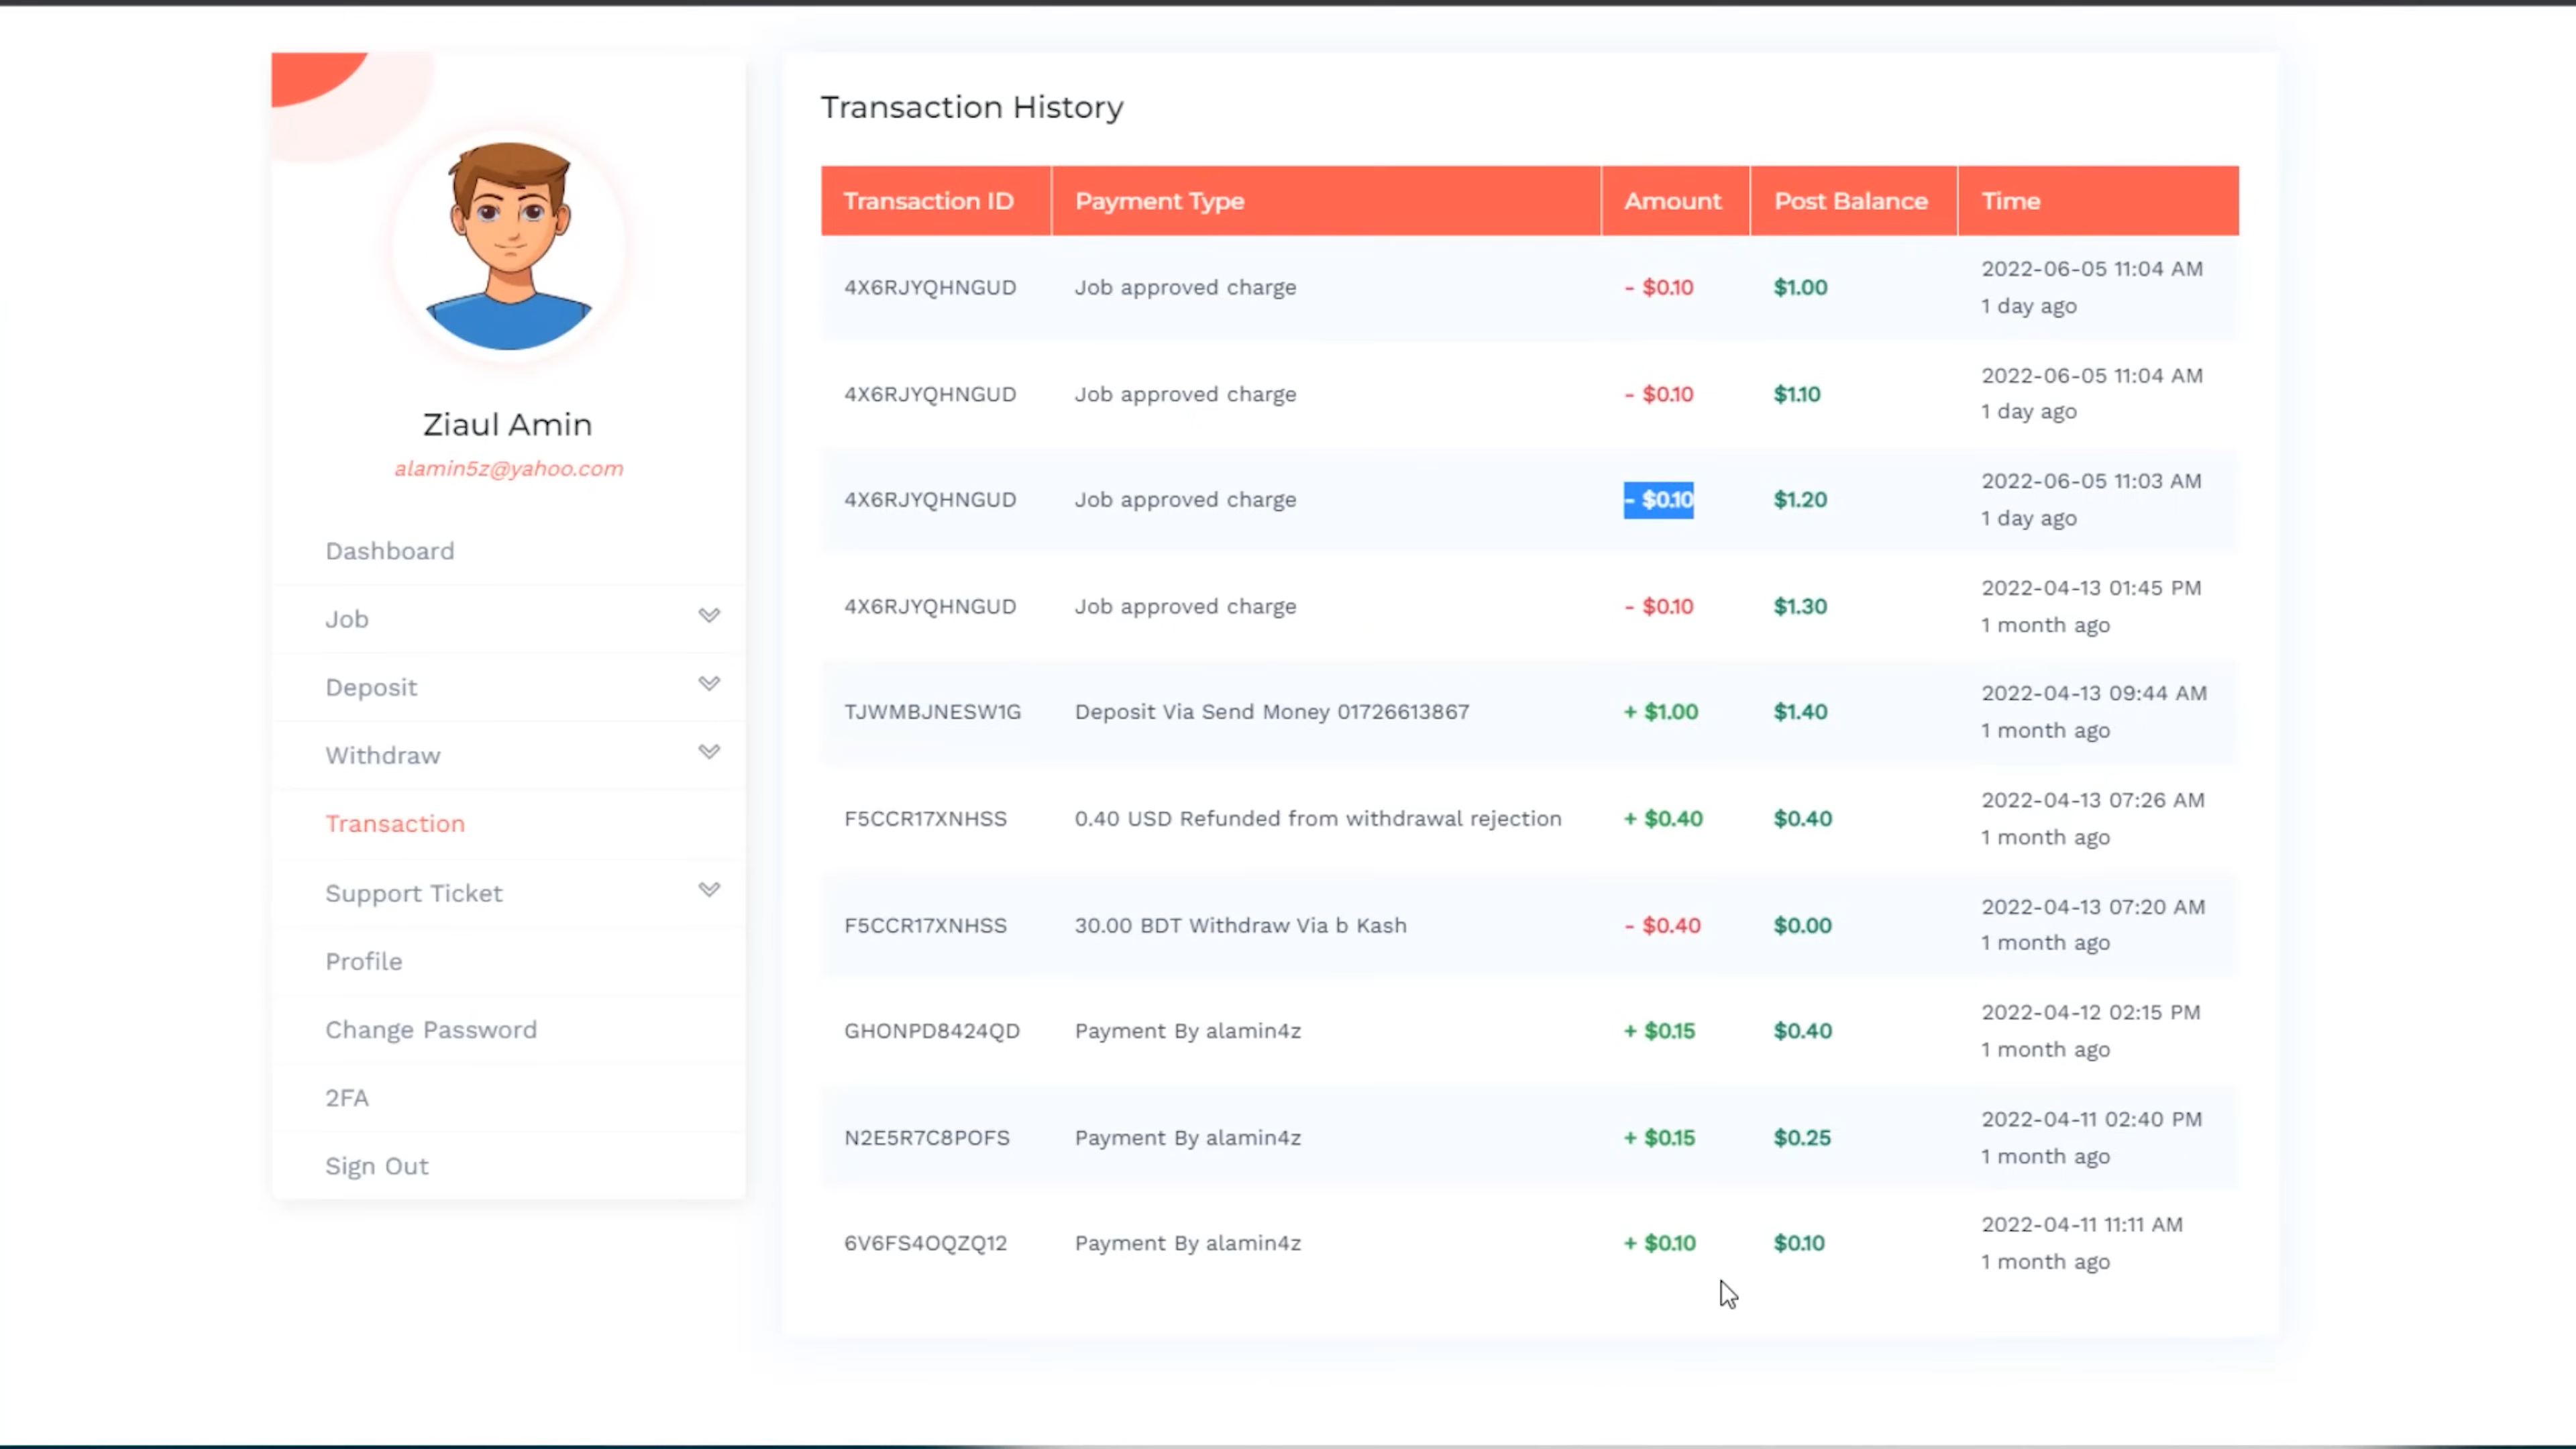 Ziaul Amin
alamin5z@yahoo.com
Dashboard
Job
Deposit
Withdraw
Transaction
Support Ticket
Profile
Change Password
2FA
Sign Out
Transaction History
Transaction ID Payment Type Amount Post Balance Time
4X6RJYQHNGUD Job approved charge - $0.10 $1.00 2022-06-05 11:04 AM
1 day ago
4X6RJYQHNGUD Job approved charge - $0.10 $1.10 2022-06-05 11:04 AM
1 day ago
4X6RJYQHNGUD Job approved charge - $0.10 $1.20 2022-06-05 11:03 AM
1 day ago
4X6RJYQHNGUD Job approved charge - $0.10 $1.30 2022-04-13 01:45 PM
1 month ago
TJWMBJNESW1G Deposit Via Send Money 01726613867 + $1.00 $1.40 2022-04-13 09:44 AM
1 month ago
F5CCR17XNHSS 0.40 USD Refunded from withdrawal rejection + $0.40 $0.40 2022-04-13 07:26 AM
1 month ago
F5CCR17XNHSS 30.00 BDT Withdraw Via b Kash - $0.40 $0.00 2022-04-13 07:20 AM
1 month ago
GHONPD8424QD Payment By alamin4z + $0.15 $0.40 2022-04-12 02:15 PM
1 month ago
N2E5R7C8POFS Payment By alamin4z + $0.15 $0.25 2022-04-11 02:40 PM
1 month ago
6V6FS4OQZQ12 Payment By alamin4z + $0.10 $0.10 2022-04-11 11:11 AM
1 month ago